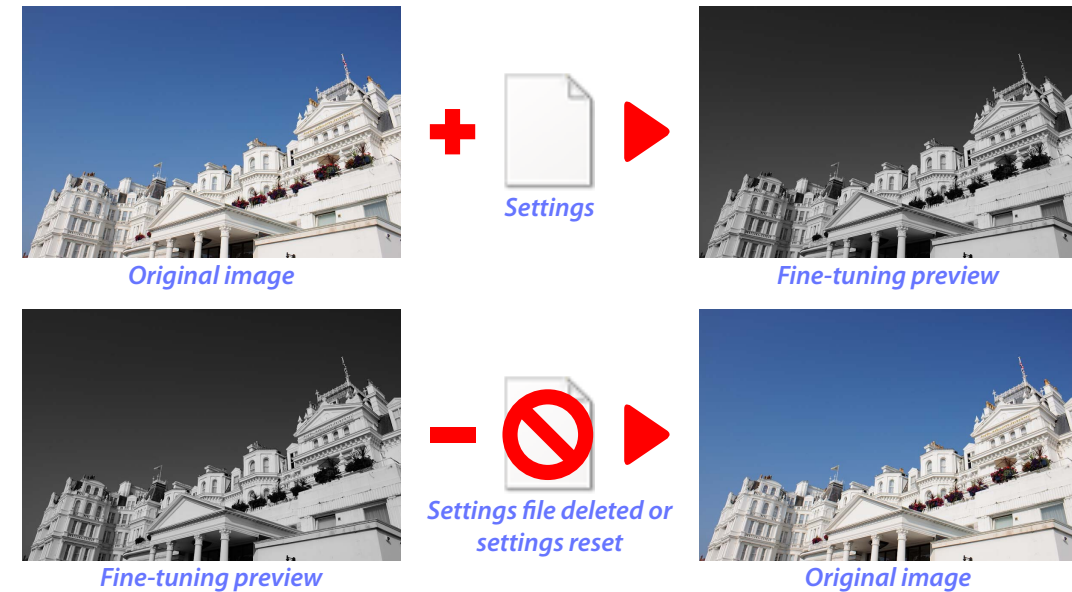 Settings
Original image
Fine-tuning preview
Settings file deleted or
settings reset
Fine-tuning preview
Original image